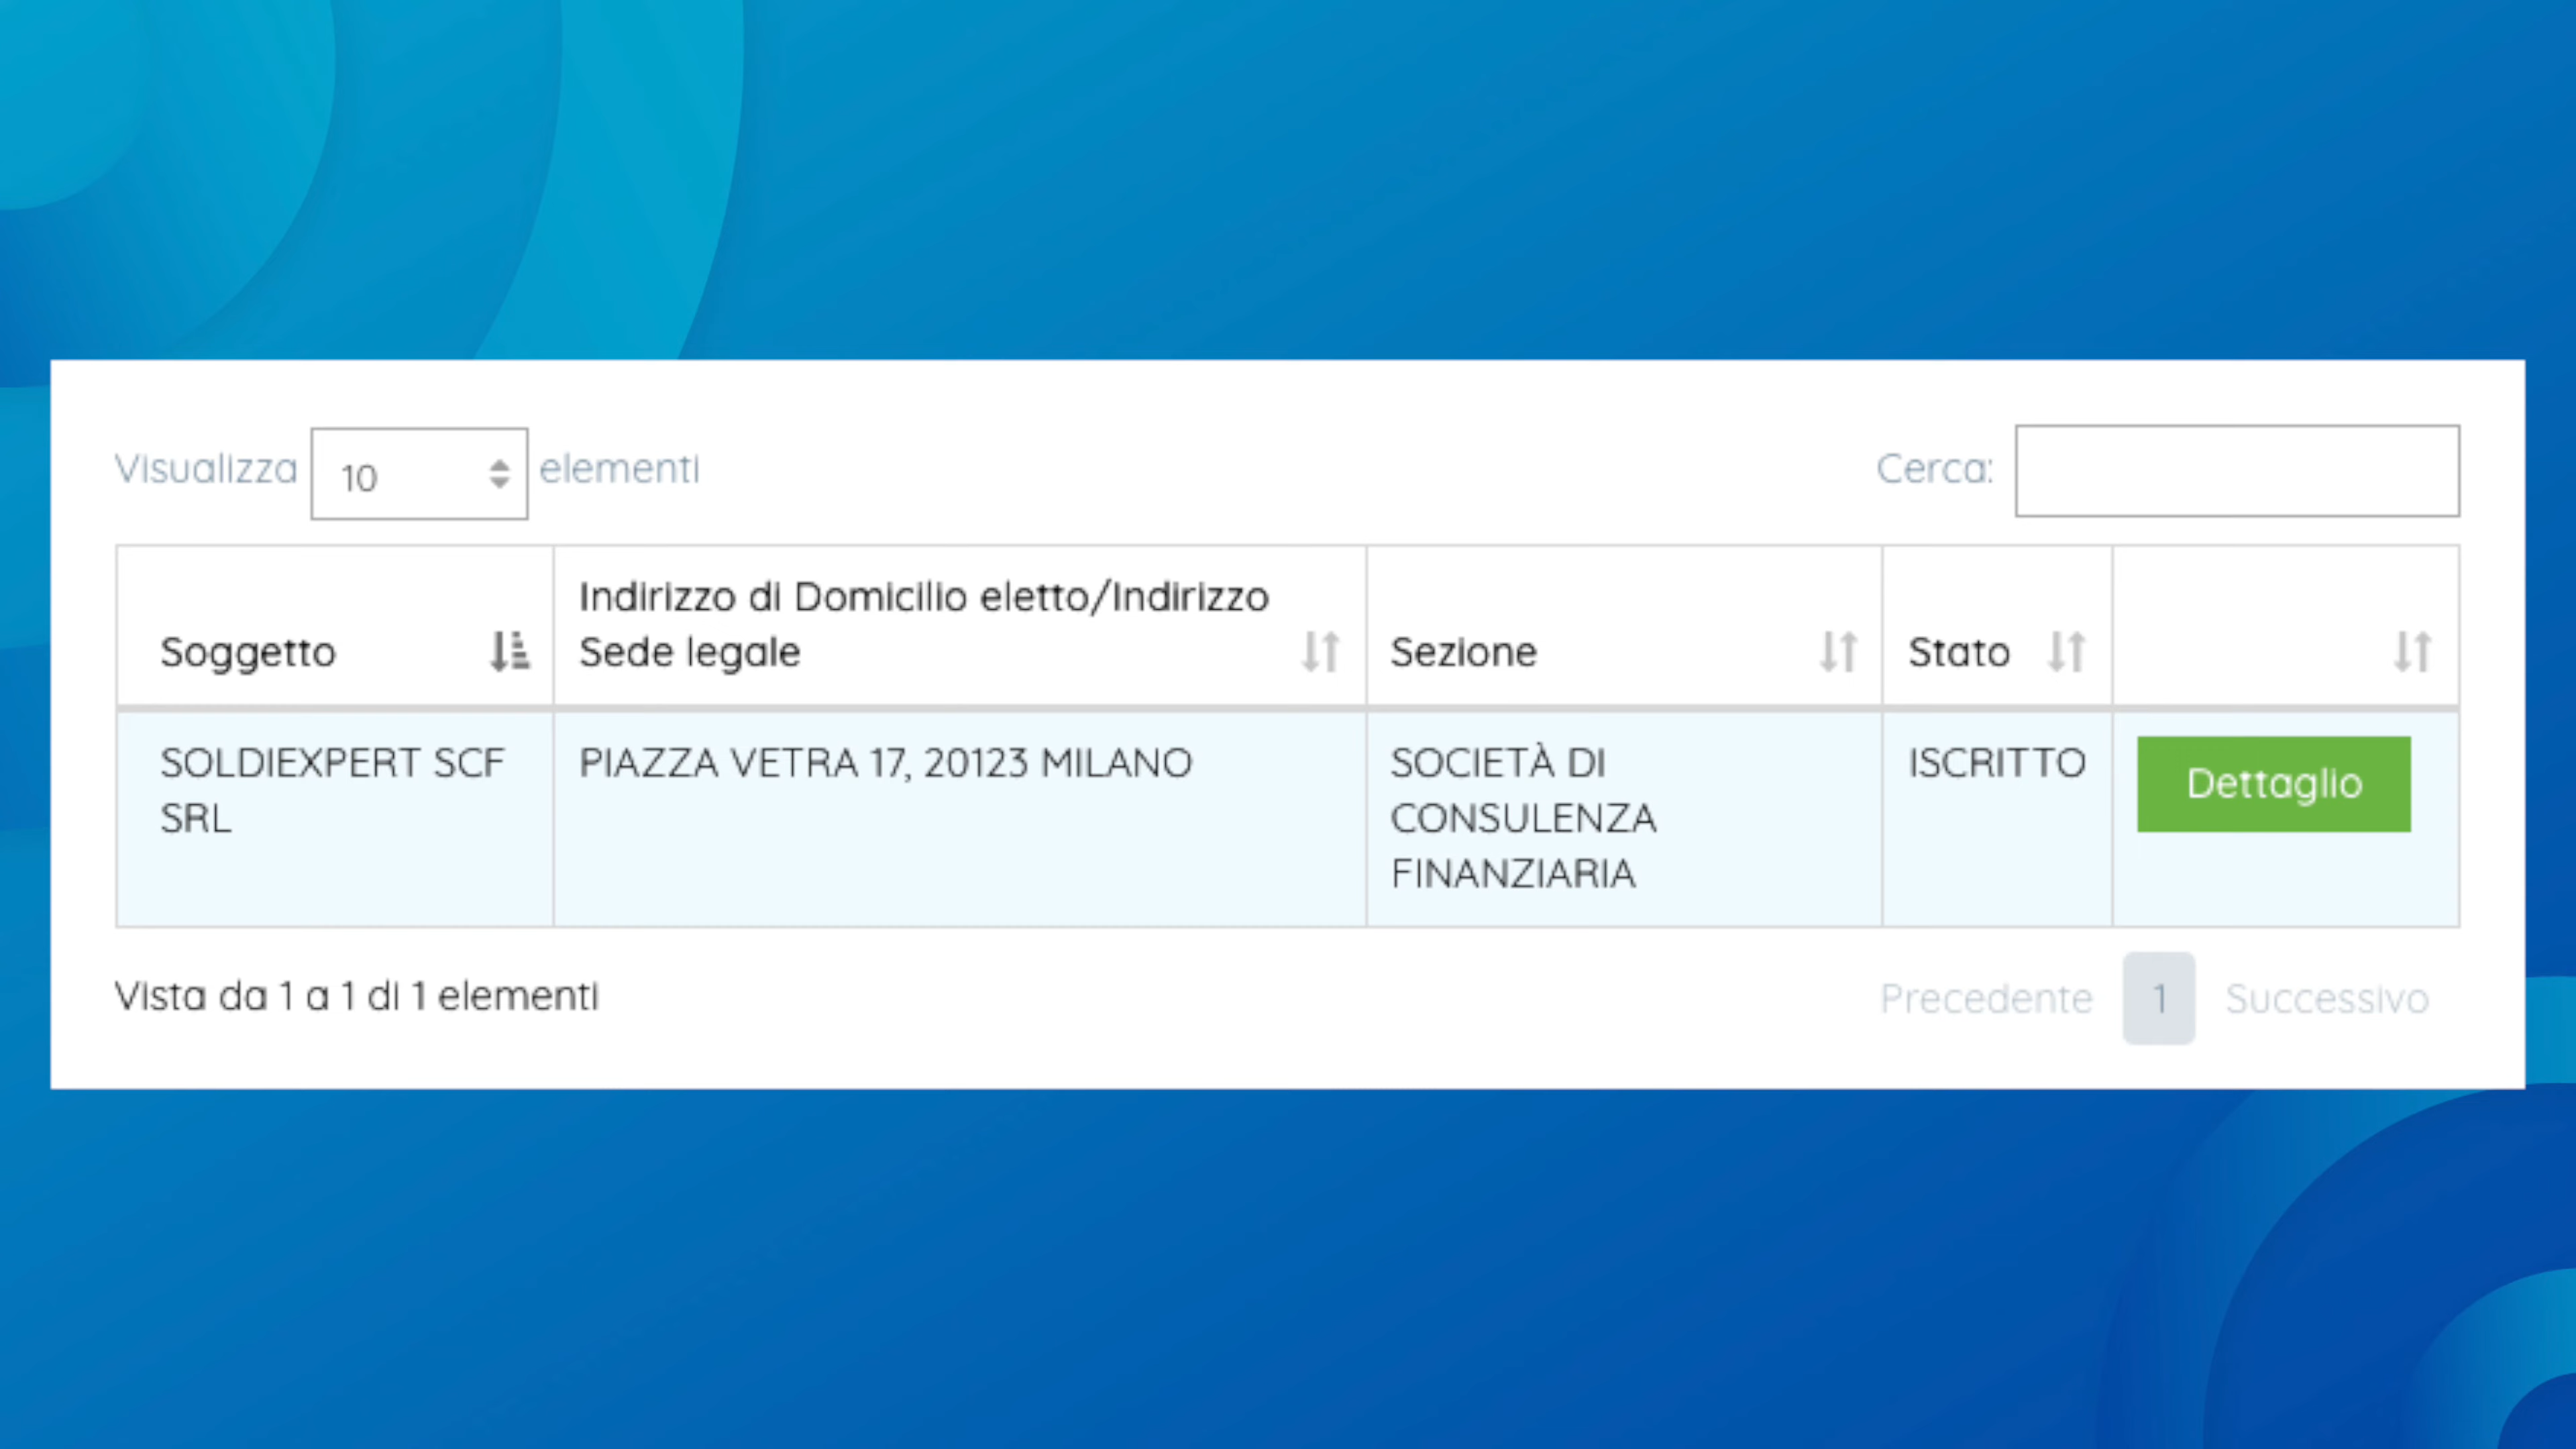 Visualizza 10 elementi
Cerca:
Indirizzo di Domicilio eletto/Indirizzo
Soggetto Sede legale Sezione Stato
SOLDIEXPERT SCF PIAZZA VETRA 17, 20123 MILANO SOCIETÀ DI ISCRITTO Dettaglio
SRL CONSULENZA
FINANZIARIA
Vista da 1 a 1 di 1 elementi
Precedente 1 Successivo